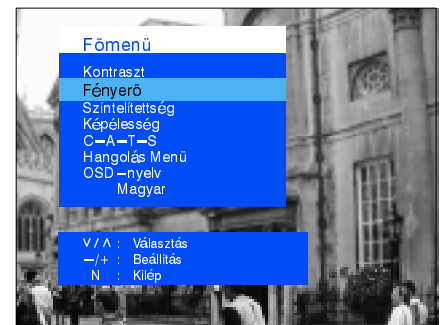 Főmenü
Kontraszt
Fényerő
Színtelítettség
Képélesség
C–A–T–S
Hangolás Menü
OSD–nyelv
Magyar
V / Λ : Választás
–/+ : Beállítás
N : Kilép